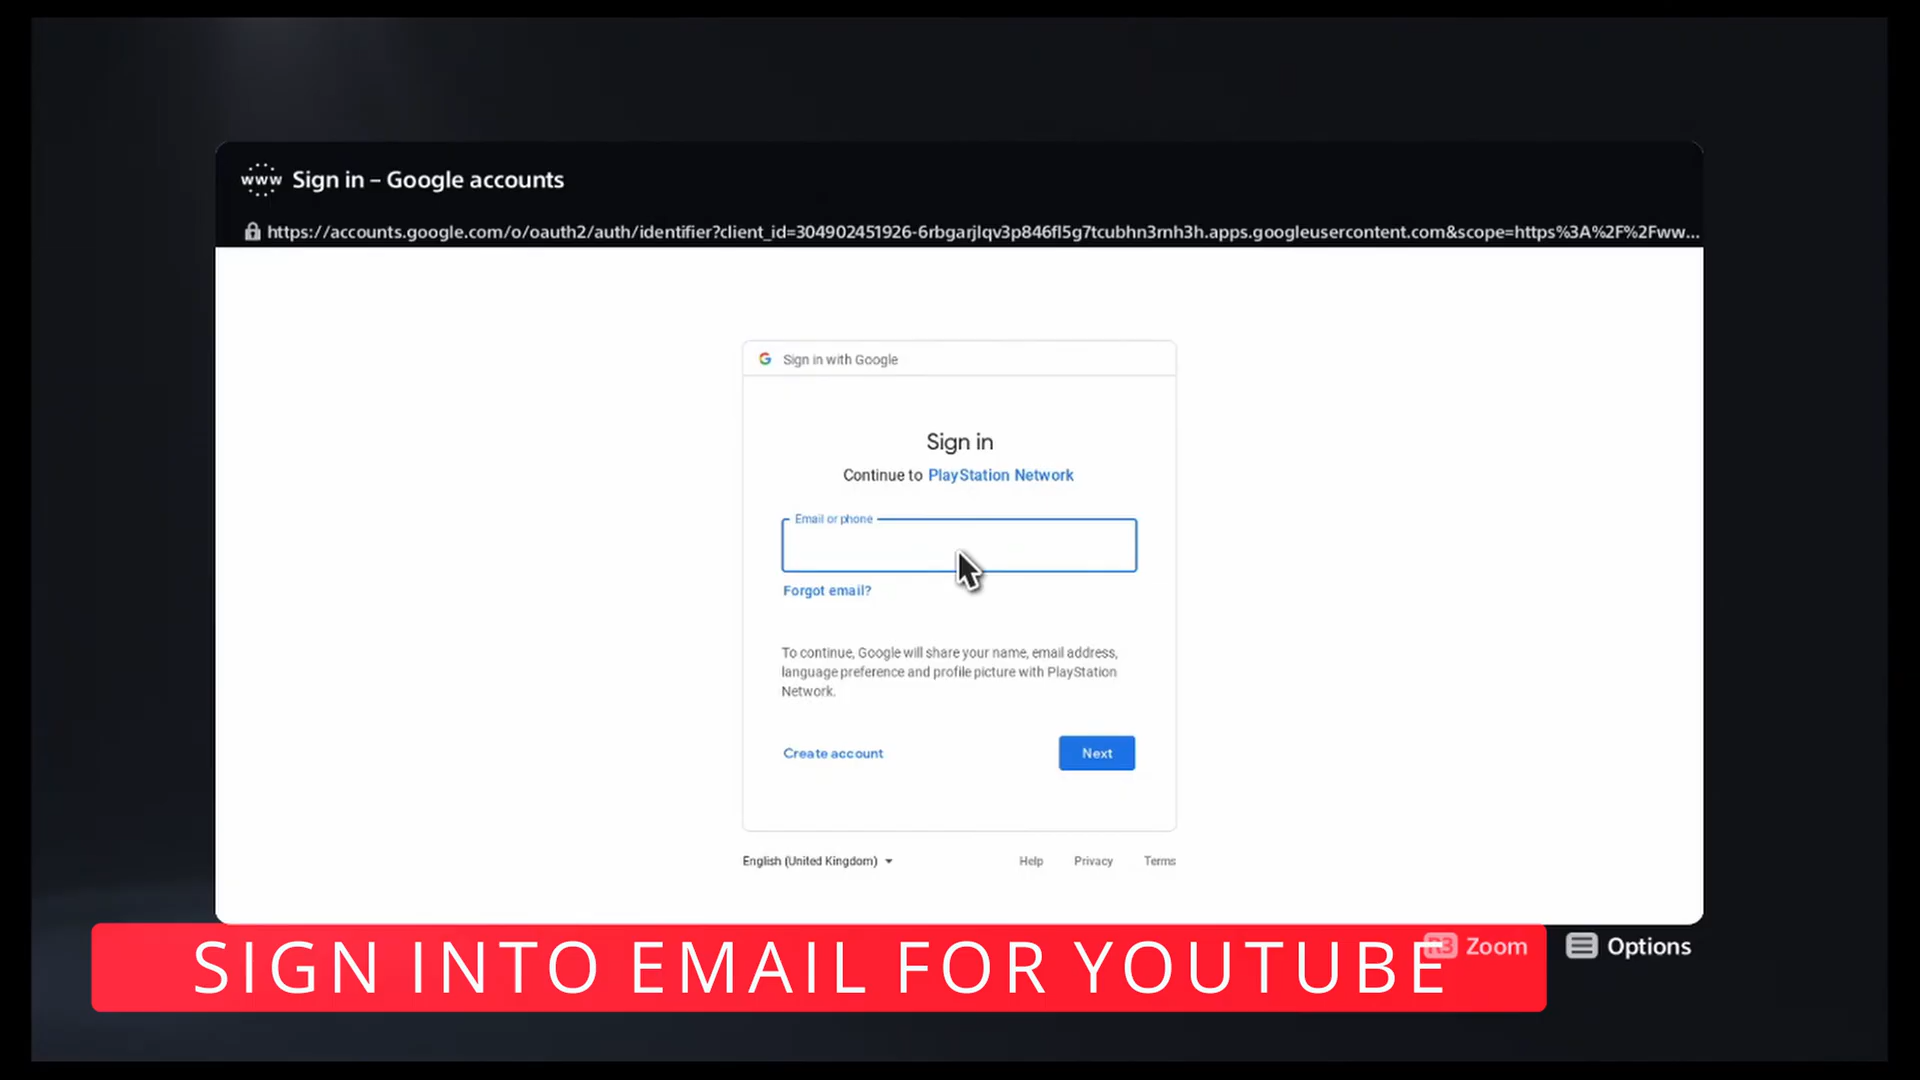 www Sign in – Google accounts
https://accounts.google.com/o/oauth2/auth/identifier?client_id=304902451926-6rbgarjlqv3p846fl5g7tcubhn3mh3h.apps.googleusercontent.com&scope=https%3A%2F%2Fww...
G Sign in with Google
Sign in
Continue to PlayStation Network
Email or phone
Forgot email?
To continue, Google will share your name, email address,
language preference and profile picture with PlayStation
Network.
Create account Next
English (United Kingdom) Help Privacy Terms
R3 Zoom Options
SIGN INTO EMAIL FOR YOUTUBE